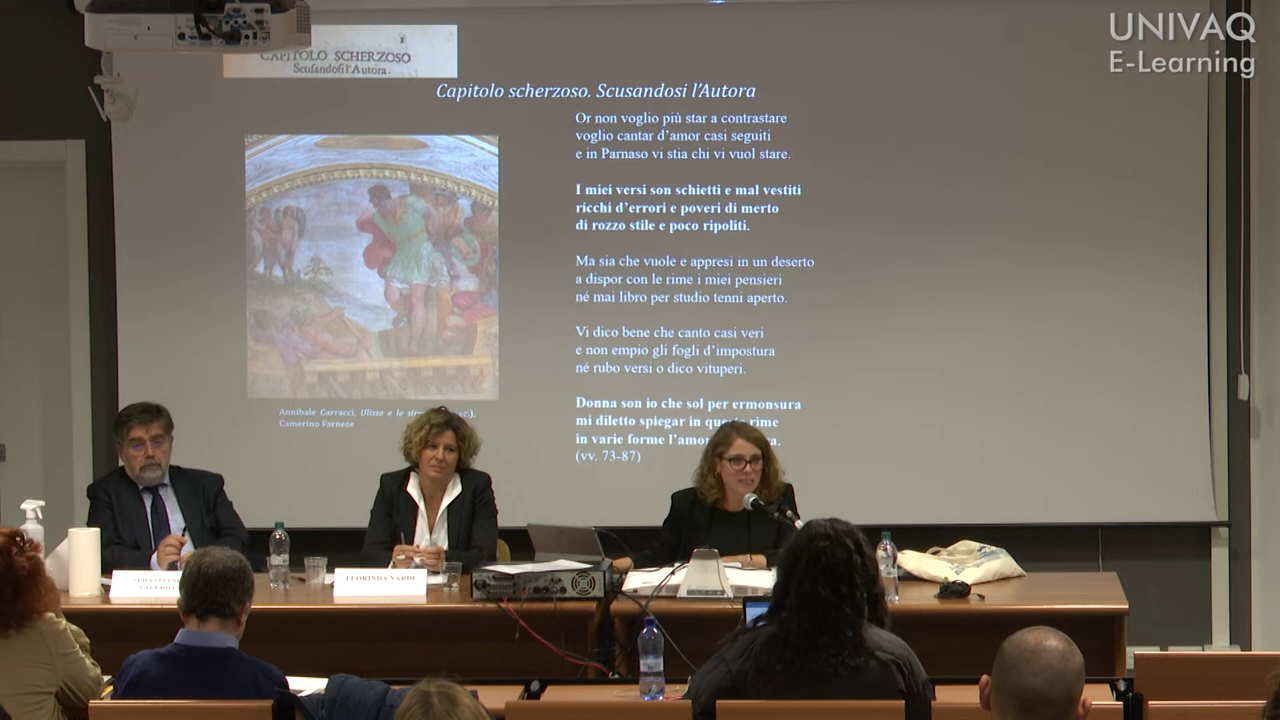 UNIVAQ
E-Learning
CAPITOLO SCHERZOSO
Scusandosi l'Autora.
Capitolo scherzoso. Scusandosi l'Autora
Or non voglio più star a contrastare
voglio cantar d'amor casi seguiti
e in Parnaso vi stia chi vi vuol stare.
I miei versi son schietti e mal vestiti
ricchi d'errori e poveri di merto
di rozzo stile e poco ripoliti.
Ma sia che vuole e appresi in un deserto
a dispor con le rime i miei pensieri
né mai libro per studio tenni aperto.
Vi dico bene che canto casi veri
e non empio gli fogli d'impostura
né rubo versi o dico vituperi.
Donna son io che sol per ermonsura
mi diletto spiegar in rime
in varie forme l'amor
(vv. 73-87)
Annibale Carracci, Ulisse e le
Camerino Farnese
FLORINDA NARDI